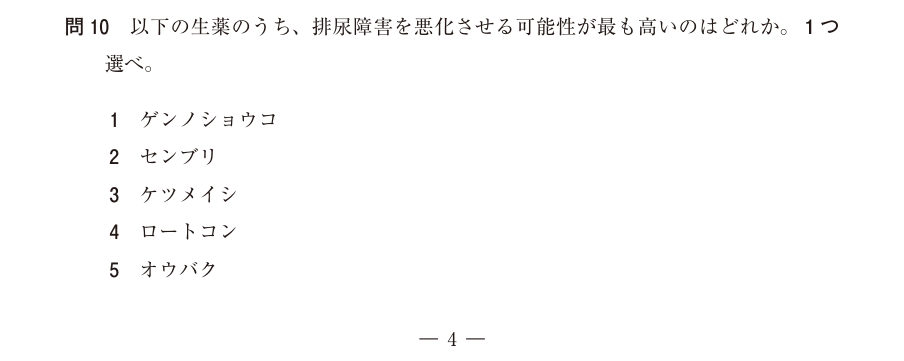 問 10　以下の生薬のうち、排尿障害を悪化させる可能性が最も高いのはどれか。1つ
選べ。
1　ゲンノショウコ
2　センブリ
3　ケツメイシ
4　ロートコン
5　オウバク
— 4 —